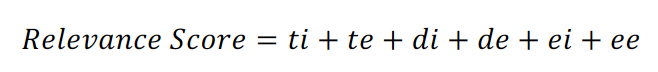 Relevance Score = ti + te + di + de + ei + ee